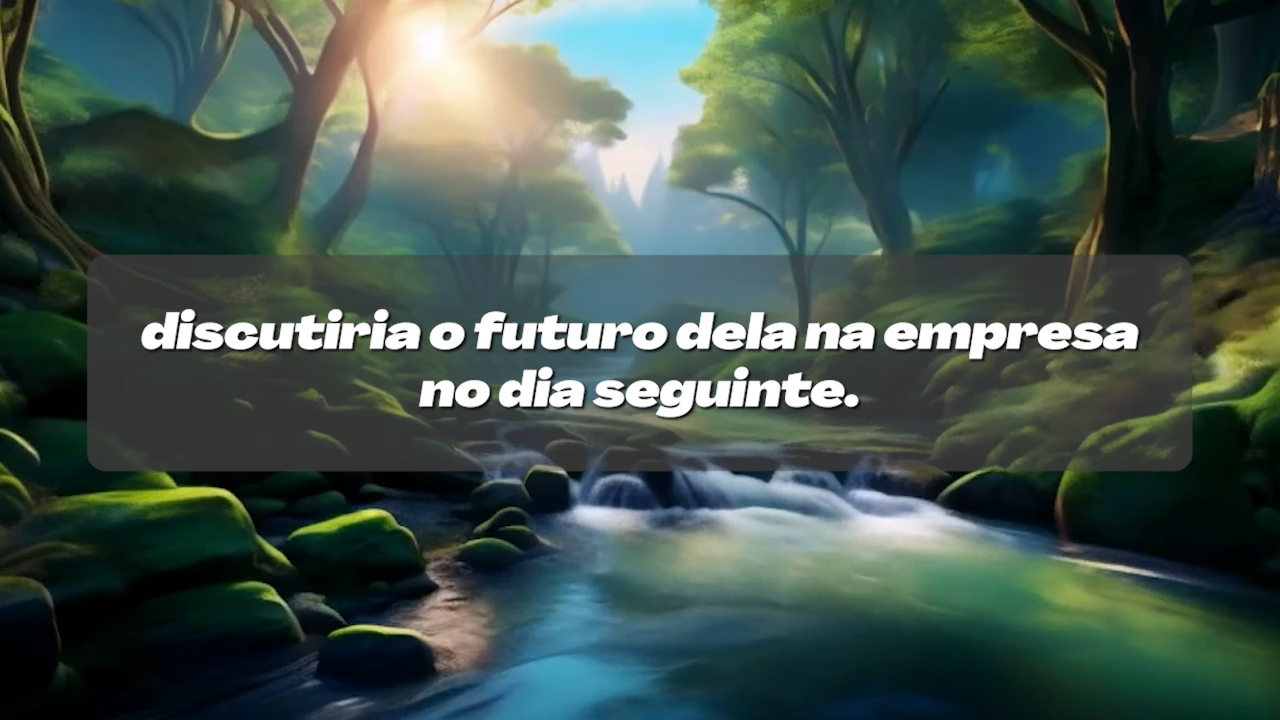 discutiria o futuro dela na empresa
no dia seguinte.